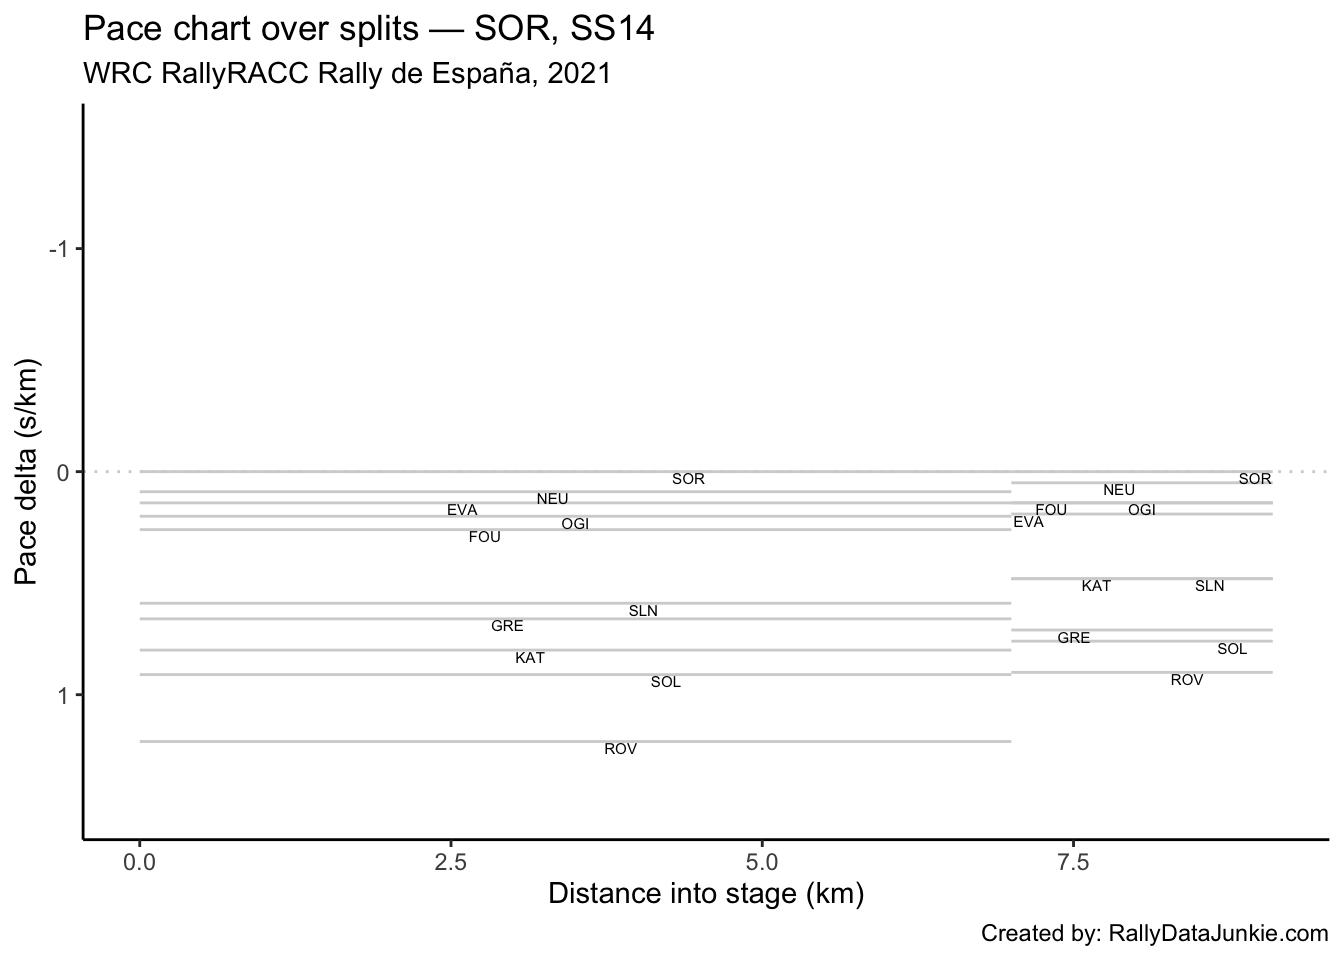 Pace chart over splits — SOR, SS14
WRC RallyRACC Rally de España, 2021
Pace delta (s/km)
-1
0
1
SOR
NEU
EVA
OGI
FOU
SLN
GRE
KAT
SOL
ROV
SOR
NEU
FOU OGI
EVA
KAT SLN
GRE
SOL
ROV
0.0 2.5 5.0 7.5
Distance into stage (km)
Created by: RallyDataJunkie.com